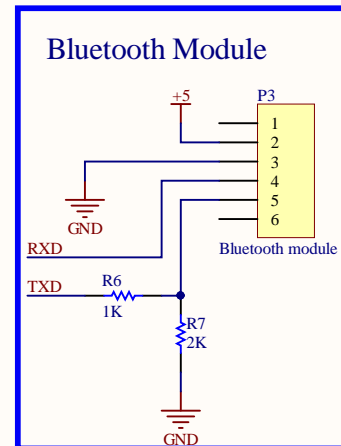 Bluetooth Module
+5
P3
1
2
3
4
5
6
GND
RXD
Bluetooth module
TXD
R6
1K
R7
2K
GND